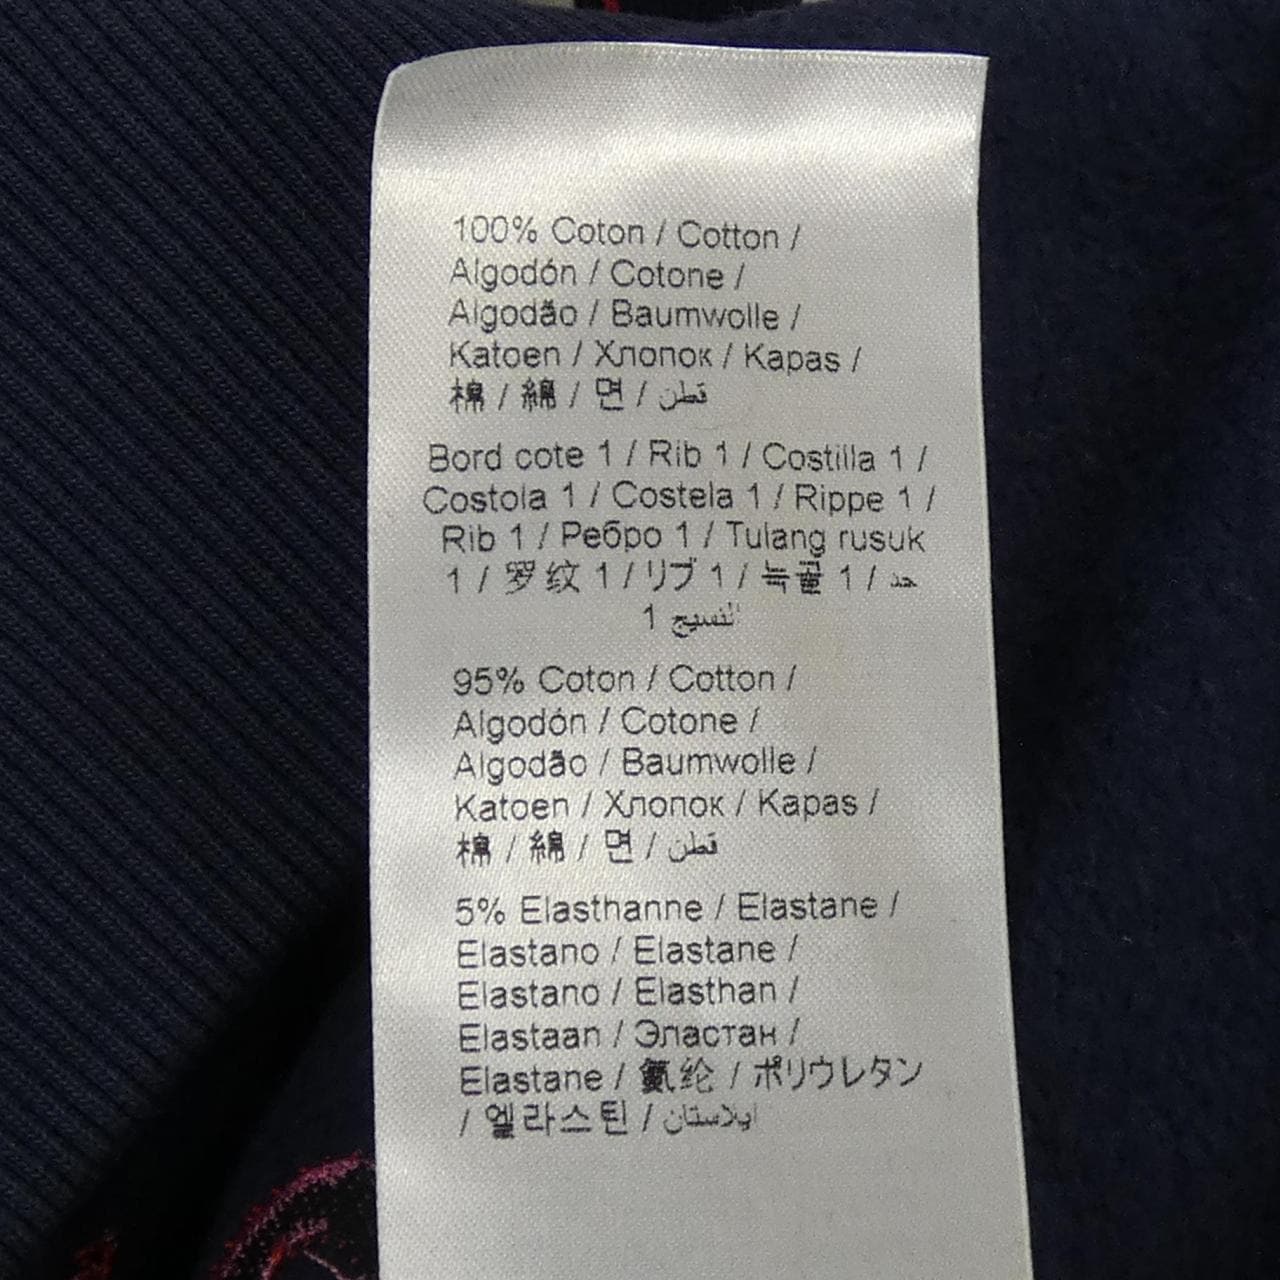 100% Coton / Cotton /
Algodón / Cotone /
Algodão / Baumwolle /
Katoen / Хлопок / Kapas /
棉 / 綿 / 면 / قطن
Bord cote 1 / Rib 1 / Costilla 1 /
Costola 1 / Costela 1 / Rippe 1 /
Rib 1 / Ребро 1 / Tulang rusuk
1 / 罗纹 1 / リブ 1 / 늑골 1 / حد
النسيج 1
95% Coton / Cotton /
Algodón / Cotone /
Algodão / Baumwolle /
Katoen / Хлопок / Kapas /
棉 / 綿 / 면 / قطن
5% Elasthanne / Elastane /
Elastano / Elastane /
Elastano / Elasthan /
Elastaan / Эластан /
Elastane / 氨纶 / ポリウレタン
/ 엘라스틴 / ايلاستان